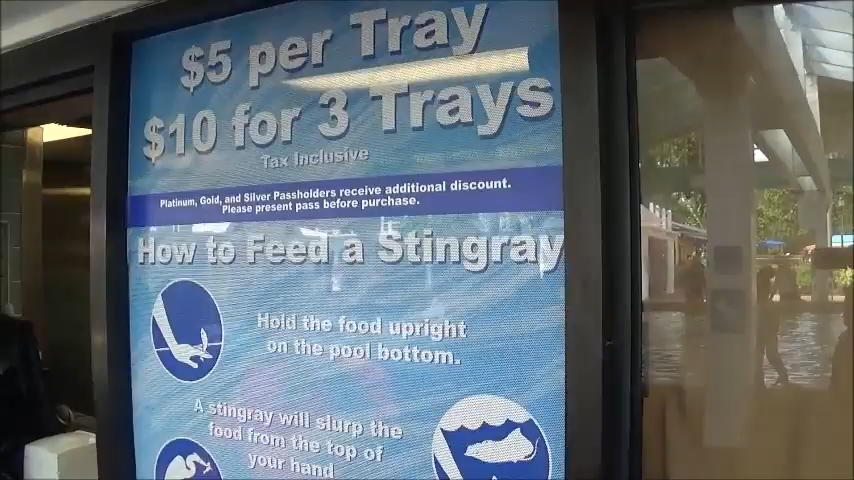 $5 per Tray
$10 for 3 Trays
Tax Inclusive
Platinum, Gold, and Silver Passholders receive additional discount.
Please present pass before purchase.
How to Feed a Stingray
Hold the food upright
on the pool bottom.
A stingray will slurp the
food from the top of
your hand